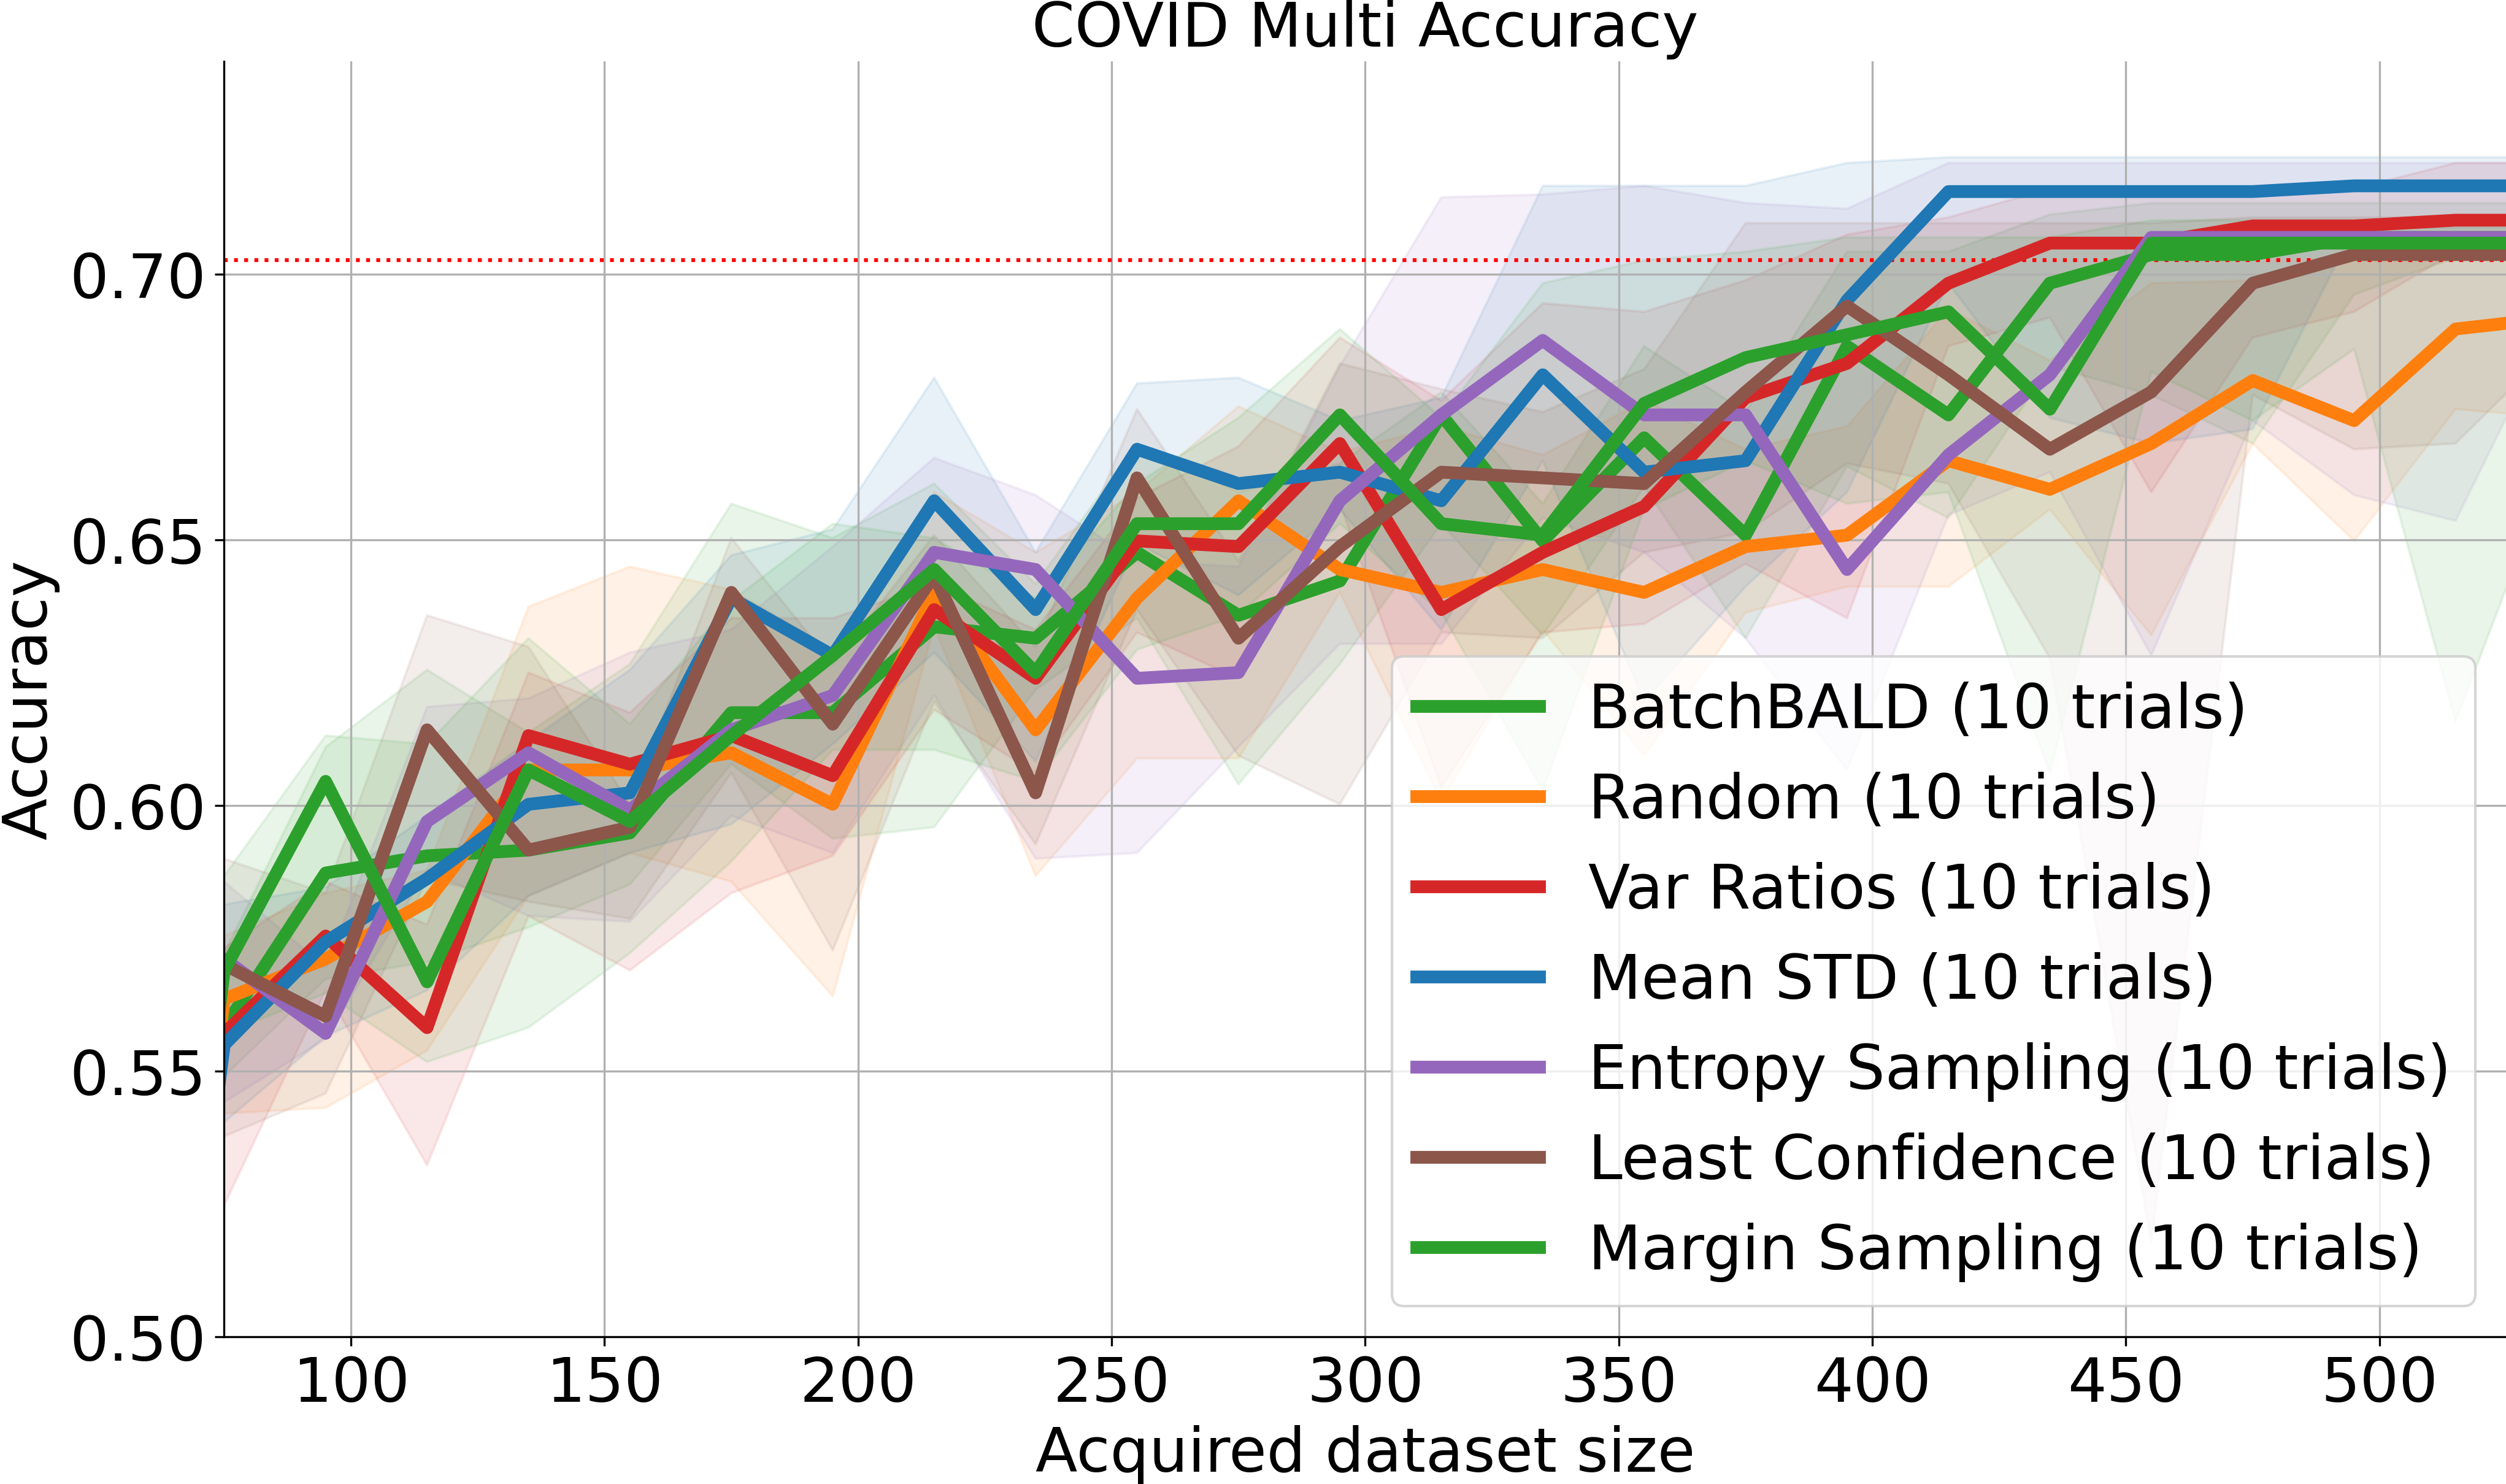 COVID Multi Accuracy
Accuracy
0.70
0.65
0.60
0.55
0.50
BatchBALD (10 trials)
Random (10 trials)
Var Ratios (10 trials)
Mean STD (10 trials)
Entropy Sampling (10 trials)
Least Confidence (10 trials)
Margin Sampling (10 trials)
100 150 200 250 300 350 400 450 500
Acquired dataset size